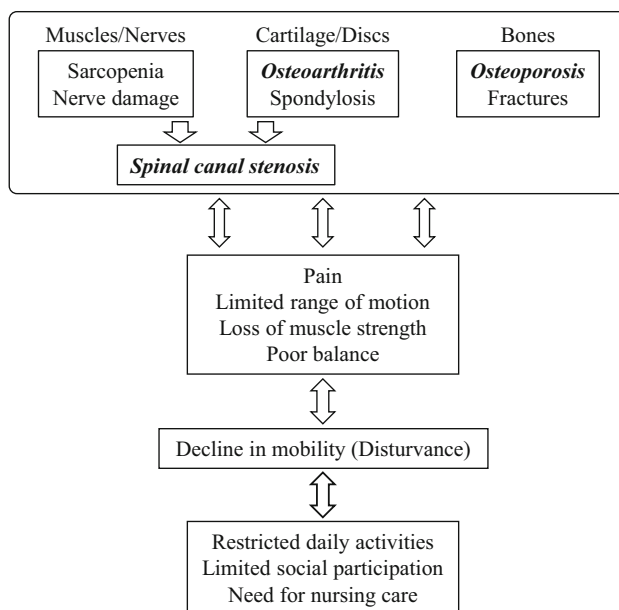 Muscles/Nerves
Cartilage/Discs
Bones
Sarcopenia
Nerve damage
Osteoarthritis
Spondylosis
Osteoporosis
Fractures
Spinal canal stenosis
Pain
Limited range of motion
Loss of muscle strength
Poor balance
Decline in mobility (Disturvance)
Restricted daily activities
Limited social participation
Need for nursing care